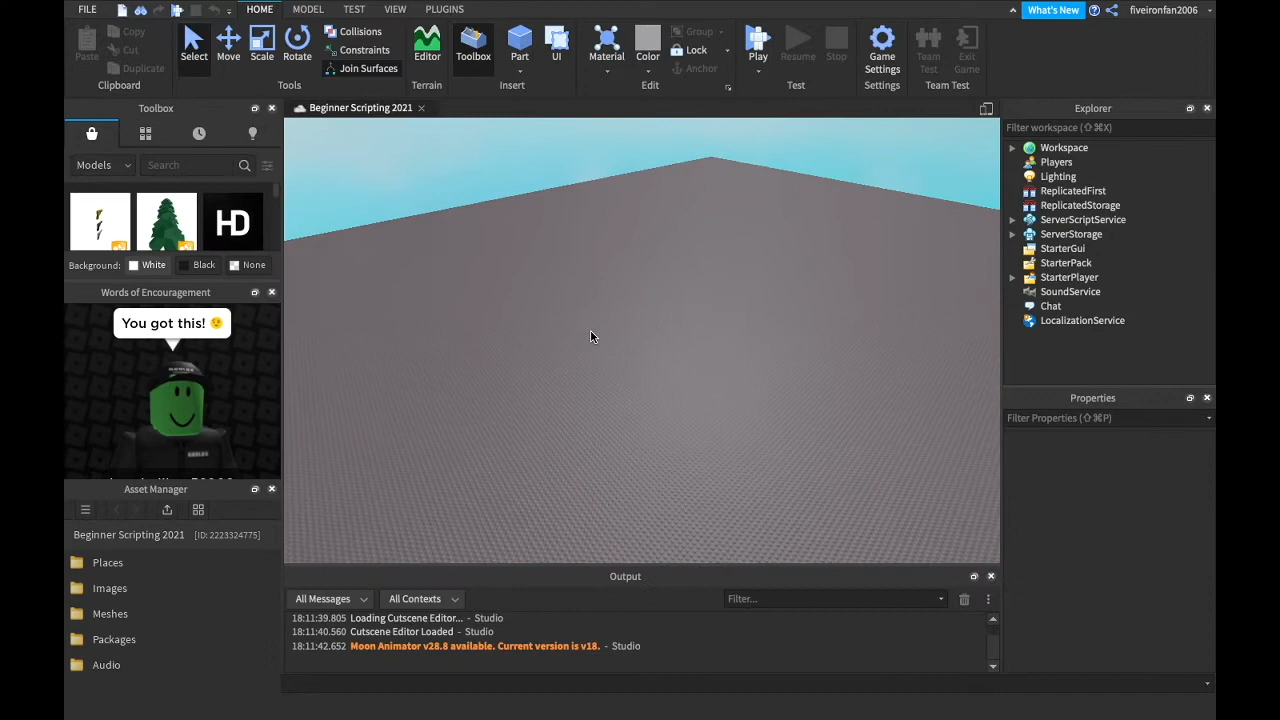 FILE HOME MODEL TEST VIEW PLUGINS What's New fiveironfan2006
Paste Copy Cut Duplicate Select Move Scale Rotate Collisions Constraints Join Surfaces Editor Toolbox Part UI Material Color Group Lock Anchor Play Resume Stop Game Settings Team Test Exit Game
Clipboard Tools Terrain Insert Edit Test Settings Team Test
Toolbox
Beginner Scripting 2021
Explorer
Filter workspace (⇧⌘X)
Models Search
HD
Background: White Black None
Words of Encouragement
You got this!
ROBLOX
Workspace
Players
Lighting
ReplicatedFirst
ReplicatedStorage
ServerScriptService
ServerStorage
StarterGui
StarterPack
StarterPlayer
SoundService
Chat
LocalizationService
Properties
Filter Properties (⇧⌘P)
Asset Manager
Beginner Scripting 2021 [ID: 2223324775]
Places
Images
Meshes
Packages
Audio
Output
All Messages All Contexts Filter...
18:11:39.805 Loading Cutscene Editor... - Studio
18:11:40.560 Cutscene Editor Loaded - Studio
18:11:42.652 Moon Animator v28.8 available. Current version is v18. - Studio